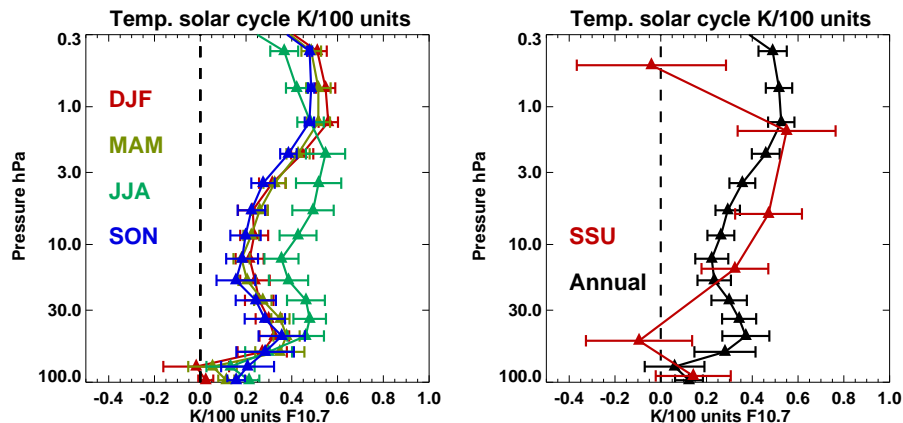 Temp. solar cycle K/100 units
0.3
1.0
3.0
10.0
30.0
100.0
Pressure hPa
DJF
MAM
JJA
SON
-0.4 -0.2 0.0 0.2 0.4 0.6 0.8 1.0
K/100 units F10.7
Temp. solar cycle K/100 units
0.3
1.0
3.0
10.0
30.0
100.0
Pressure hPa
SSU
Annual
-0.4 -0.2 0.0 0.2 0.4 0.6 0.8 1.0
K/100 units F10.7